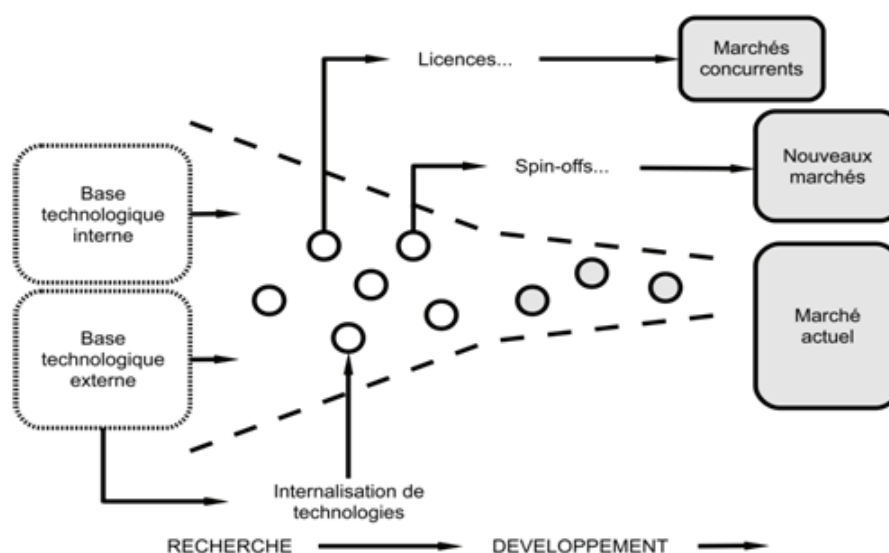 Licences...
Marchés
concurrents
Spin-offs...
Nouveaux
marchés
Base
technologique
interne
Base
technologique
externe
Marché
actuel
Internalisation de
technologies
RECHERCHE
DEVELOPPEMENT